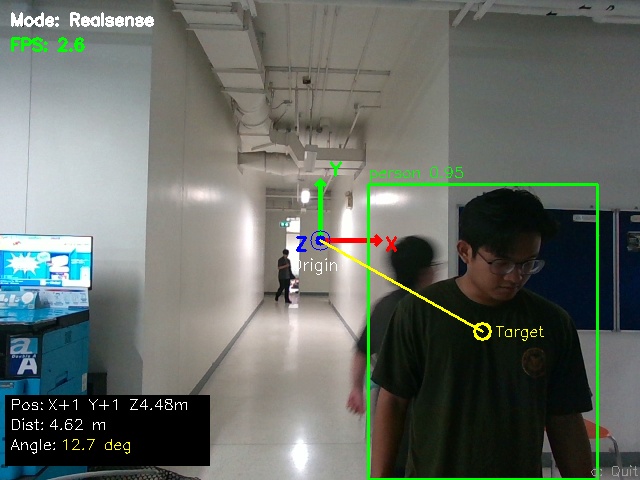 Mode: Realsense
FPS: 2.6
person 0.95
Y
Z
X
Origin
Target
a
Double A
A
Pos: X+1 Y+1 Z4.48m
Dist: 4.62 m
Angle: 12.7 deg
q: Quit